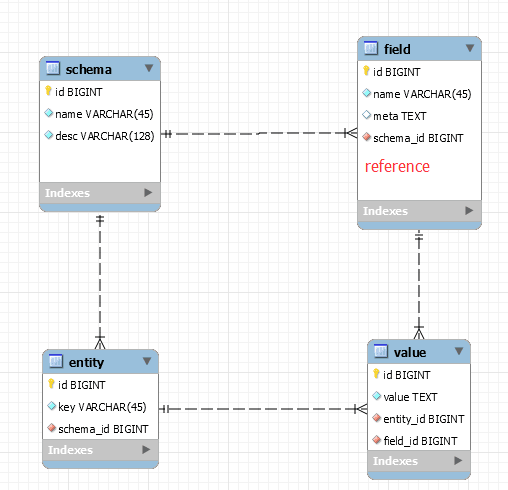 schema
id BIGINT
name VARCHAR(45)
desc VARCHAR(128)
Indexes
field
id BIGINT
name VARCHAR(45)
meta TEXT
schema_id BIGINT
reference
Indexes
entity
id BIGINT
key VARCHAR(45)
schema_id BIGINT
Indexes
value
id BIGINT
value TEXT
entity_id BIGINT
field_id BIGINT
Indexes